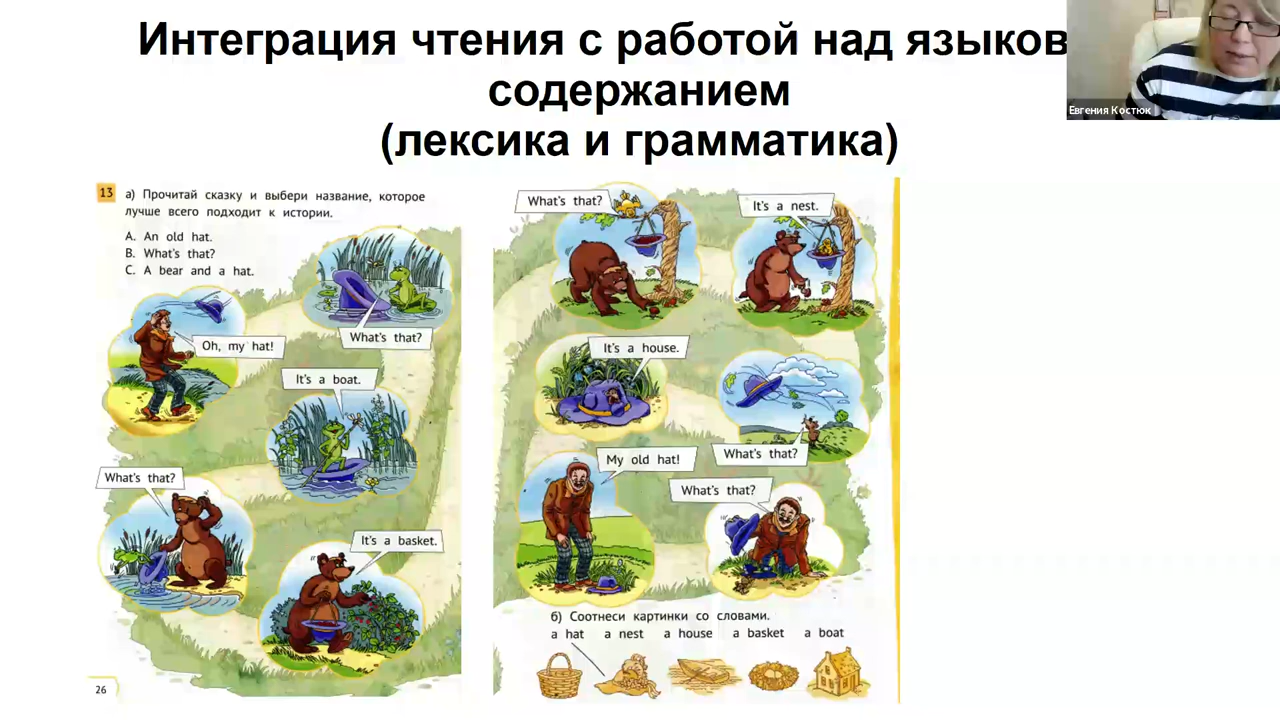 Интеграция чтения с работой над языков
содержанием
(лексика и грамматика)
Евгения Костюк
13 а) Прочитай сказку и выбери название, которое
лучше всего подходит к истории.
A. An old hat.
B. What's that?
C. A bear and a hat.
Oh, my hat!
What's that?
It's a boat.
What's that?
It's a basket.
26
What's that?
It's a nest.
It's a house.
What's that?
My old hat!
What's that?
б) Соотнеси картинки со словами.
a hat a nest a house a basket a boat